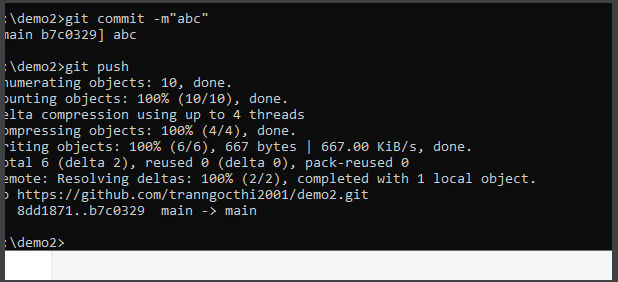 :\demo2>git commit -m"abc"
main b7c0329] abc
:\demo2>git push
numerating objects: 10, done.
ounting objects: 100% (10/10), done.
elta compression using up to 4 threads
ompressing objects: 100% (4/4), done.
riting objects: 100% (6/6), 667 bytes | 667.00 KiB/s, done.
otal 6 (delta 2), reused 0 (delta 0), pack-reused 0
emote: Resolving deltas: 100% (2/2), completed with 1 local object.
o https://github.com/tranngocthi2001/demo2.git
8dd1871..b7c0329  main -> main
:\demo2>